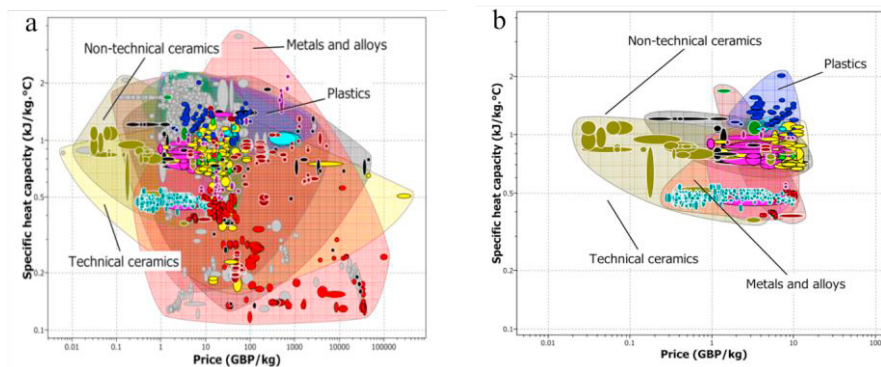 a
Non-technical ceramics
Metals and alloys
Plastics
Technical ceramics
Specific heat capacity (kJ/kg.°C)
2
1
0.5
0.2
0.1
0.01
0.1
1
10
100
1000
10000
100000
Price (GBP/kg)
b
Non-technical ceramics
Plastics
Technical ceramics
Metals and alloys
Specific heat capacity (kJ/kg.°C)
2
1
0.5
0.2
0.1
0.01
0.1
1
10
100
Price (GBP/kg)